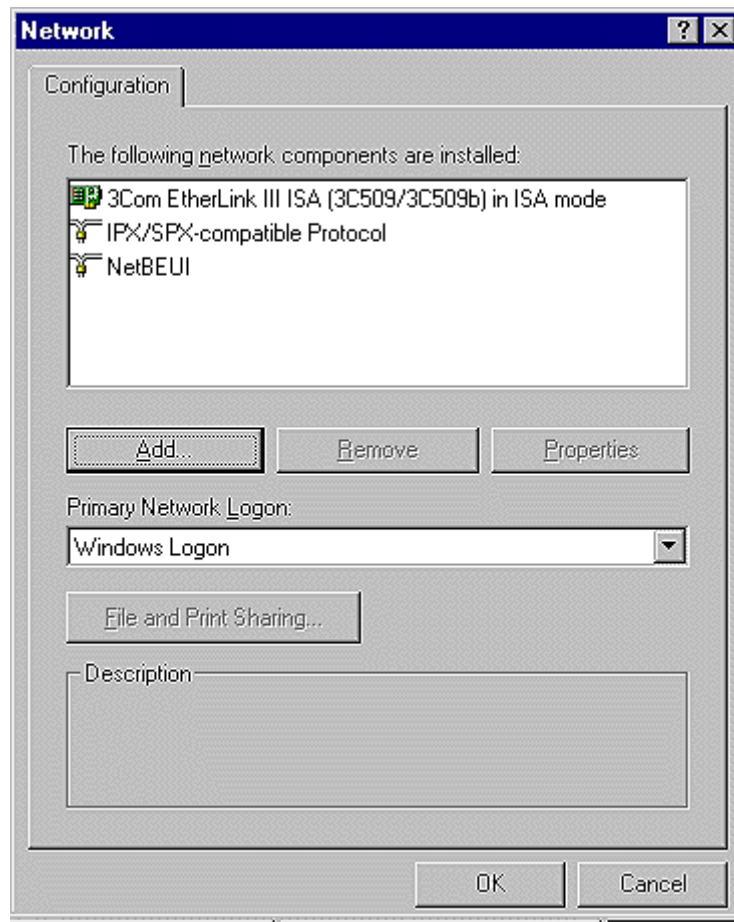 Network
Configuration
The following network components are installed:
3Com EtherLink III ISA (3C509/3C509b) in ISA mode
IPX/SPX-compatible Protocol
NetBEUI
Add... Remove Properties
Primary Network Logon:
Windows Logon
File and Print Sharing...
Description
OK Cancel